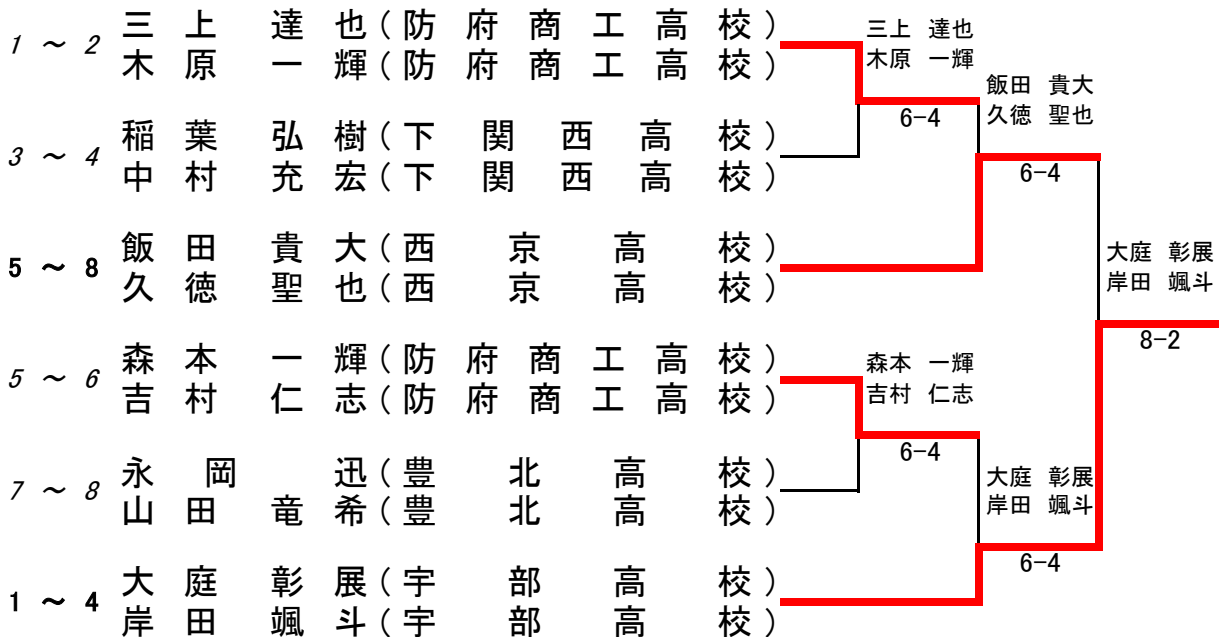 1 ～ 2 三上 達也(防府商工高校)
木原 一輝(防府商工高校)
三上 達也
木原 一輝
6-4
飯田 貴大
久徳 聖也
3 ～ 4 稲葉 弘樹(下関西高校)
中村 充宏(下関西高校)
6-4
5 ～ 8 飯田 貴大(西京高校)
久徳 聖也(西京高校)
大庭 彰展
岸田 颯斗
8-2
5 ～ 6 森本 一輝(防府商工高校)
吉村 仁志(防府商工高校)
森本 一輝
吉村 仁志
6-4
7 ～ 8 永岡 迅(豊北高校)
山田 竜希(豊北高校)
大庭 彰展
岸田 颯斗
6-4
1 ～ 4 大庭 彰展(宇部高校)
岸田 颯斗(宇部高校)